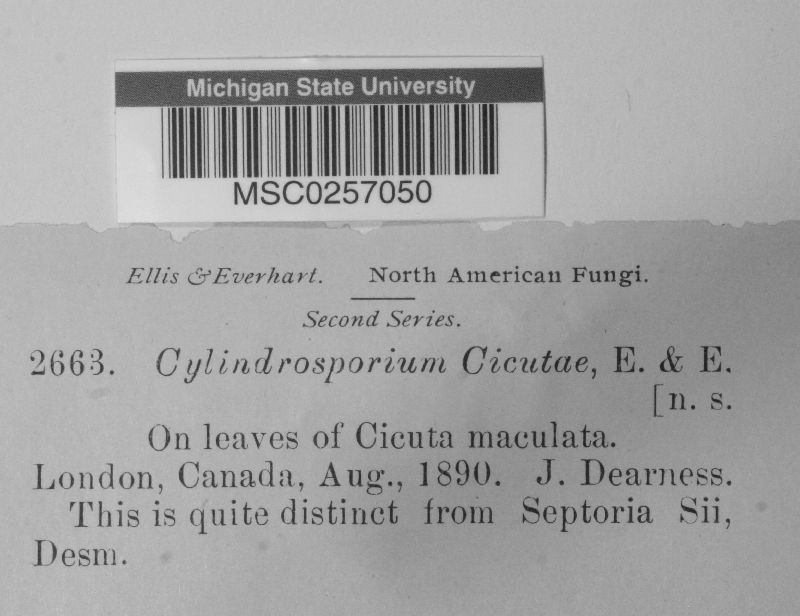 Michigan State University
MSC0257050
Ellis & Everhart. North American Fungi.
Second Series.
2663. Cylindrosporium Cicutae, E. & E.
[n. s.
On leaves of Cicuta maculata.
London, Canada, Aug., 1890. J. Dearness.
This is quite distinct from Septoria Sii,
Desm.